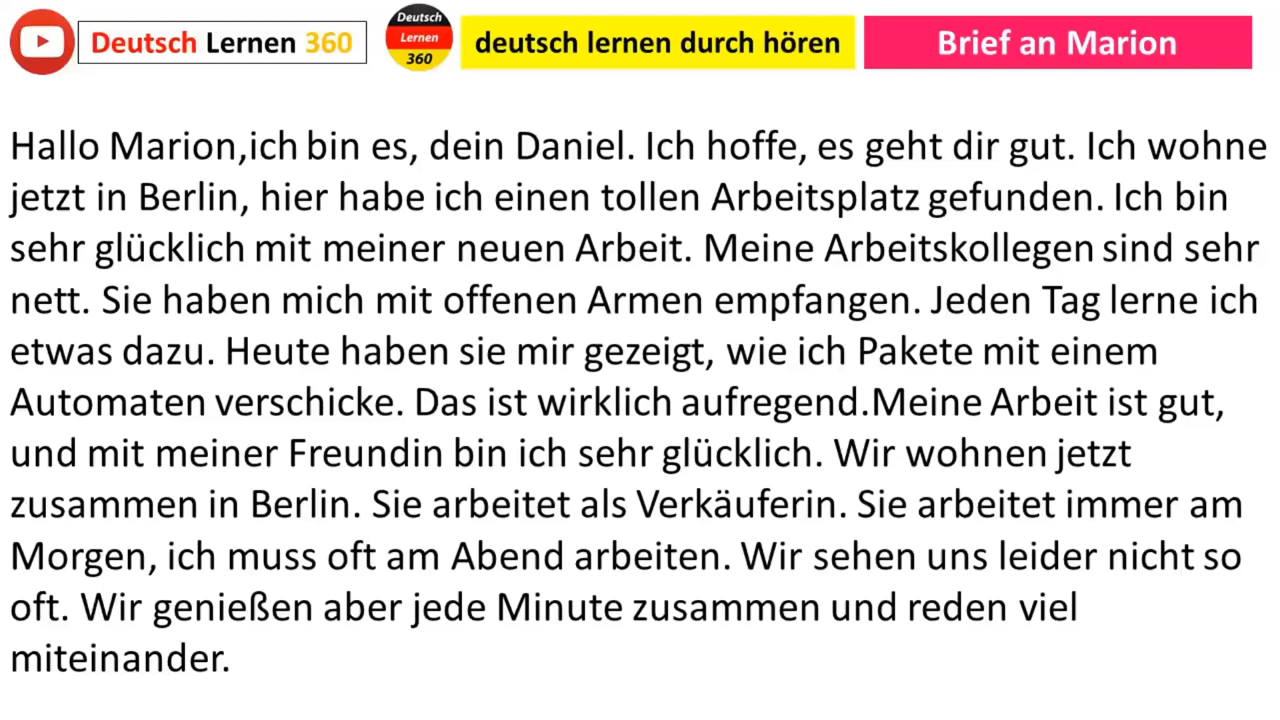 Deutsch Lernen 360
Deutsch
Lernen
360
deutsch lernen durch hören
Brief an Marion
Hallo Marion,ich bin es, dein Daniel. Ich hoffe, es geht dir gut. Ich wohne
jetzt in Berlin, hier habe ich einen tollen Arbeitsplatz gefunden. Ich bin
sehr glücklich mit meiner neuen Arbeit. Meine Arbeitskollegen sind sehr
nett. Sie haben mich mit offenen Armen empfangen. Jeden Tag lerne ich
etwas dazu. Heute haben sie mir gezeigt, wie ich Pakete mit einem
Automaten verschicke. Das ist wirklich aufregend.Meine Arbeit ist gut,
und mit meiner Freundin bin ich sehr glücklich. Wir wohnen jetzt
zusammen in Berlin. Sie arbeitet als Verkäuferin. Sie arbeitet immer am
Morgen, ich muss oft am Abend arbeiten. Wir sehen uns leider nicht so
oft. Wir genießen aber jede Minute zusammen und reden viel
miteinander.